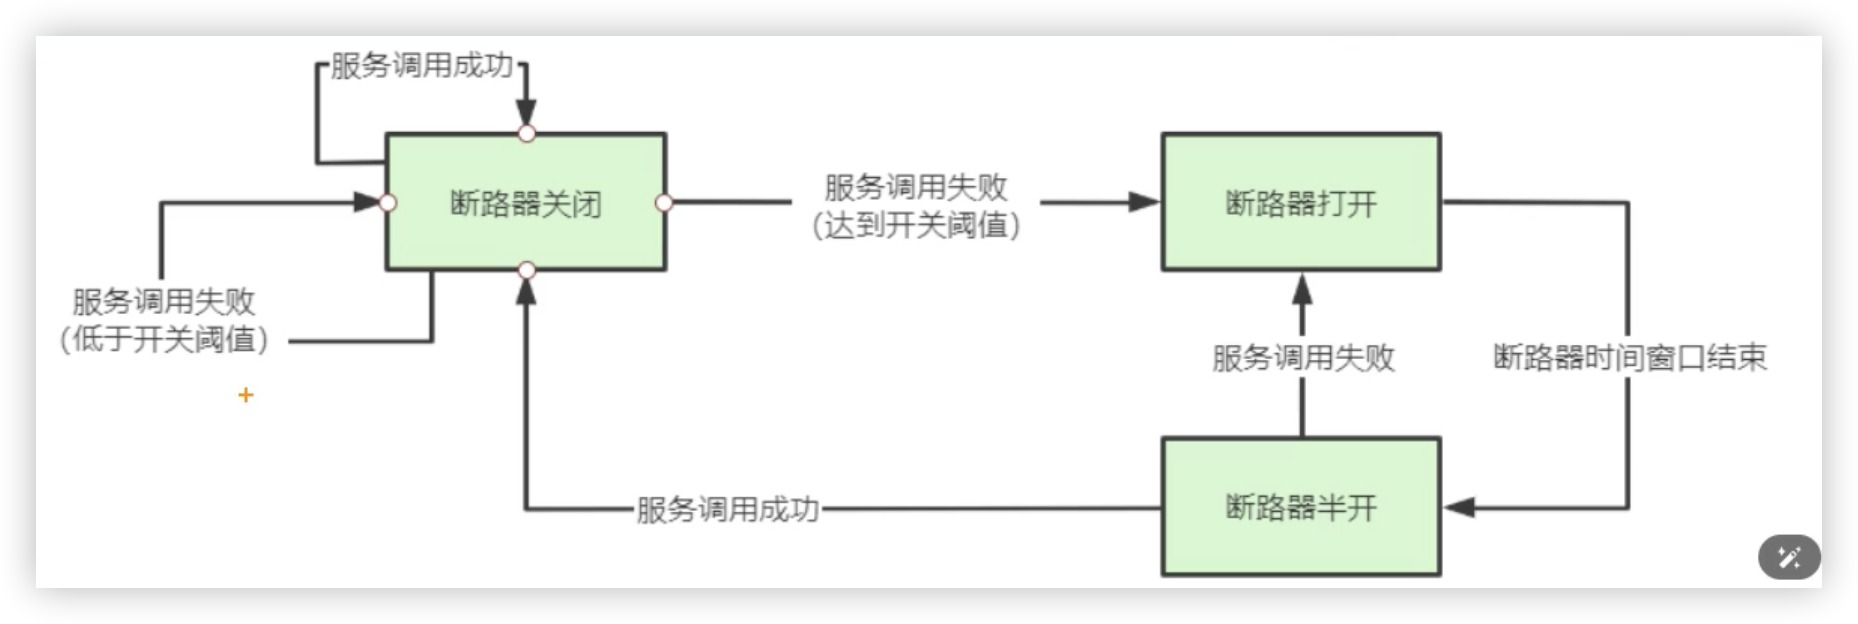 服务调用成功
断路器关闭
服务调用失败
(达到开关阈值)
断路器打开
服务调用失败
(低于开关阈值)
服务调用失败
断路器时间窗口结束
服务调用成功
断路器半开